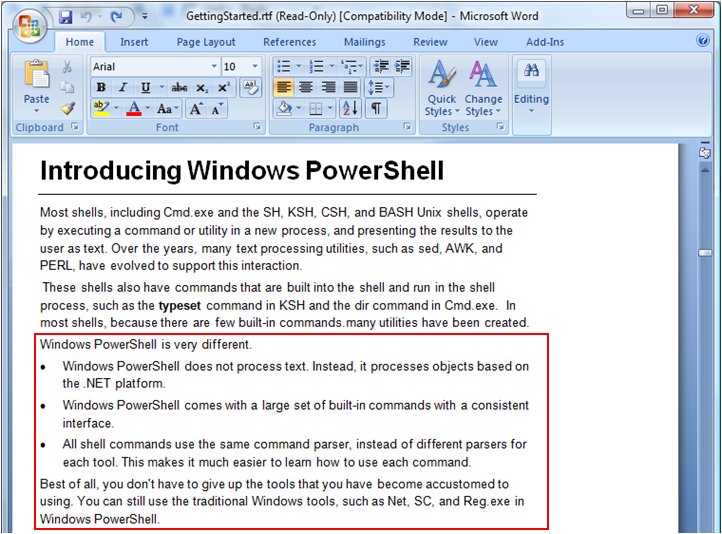 GettingStarted.rtf (Read-Only) [Compatibility Mode] - Microsoft Word
Home Insert Page Layout References Mailings Review View Add-Ins
Arial 10
Paste
B I U abc X₂ X²
ab A Aa A A
A Z
Quick Styles
Change Styles
Editing
Clipboard Font Paragraph Styles
Introducing Windows PowerShell
Most shells, including Cmd.exe and the SH, KSH, CSH, and BASH Unix shells, operate
by executing a command or utility in a new process, and presenting the results to the
user as text. Over the years, many text processing utilities, such as sed, AWK, and
PERL, have evolved to support this interaction.
These shells also have commands that are built into the shell and run in the shell
process, such as the typeset command in KSH and the dir command in Cmd.exe. In
most shells, because there are few built-in commands.many utilities have been created.
Windows PowerShell is very different.
• Windows PowerShell does not process text. Instead, it processes objects based on
the .NET platform.
• Windows PowerShell comes with a large set of built-in commands with a consistent
interface.
• All shell commands use the same command parser, instead of different parsers for
each tool. This makes it much easier to learn how to use each command.
Best of all, you don't have to give up the tools that you have become accustomed to
using. You can still use the traditional Windows tools, such as Net, SC, and Reg.exe in
Windows PowerShell.